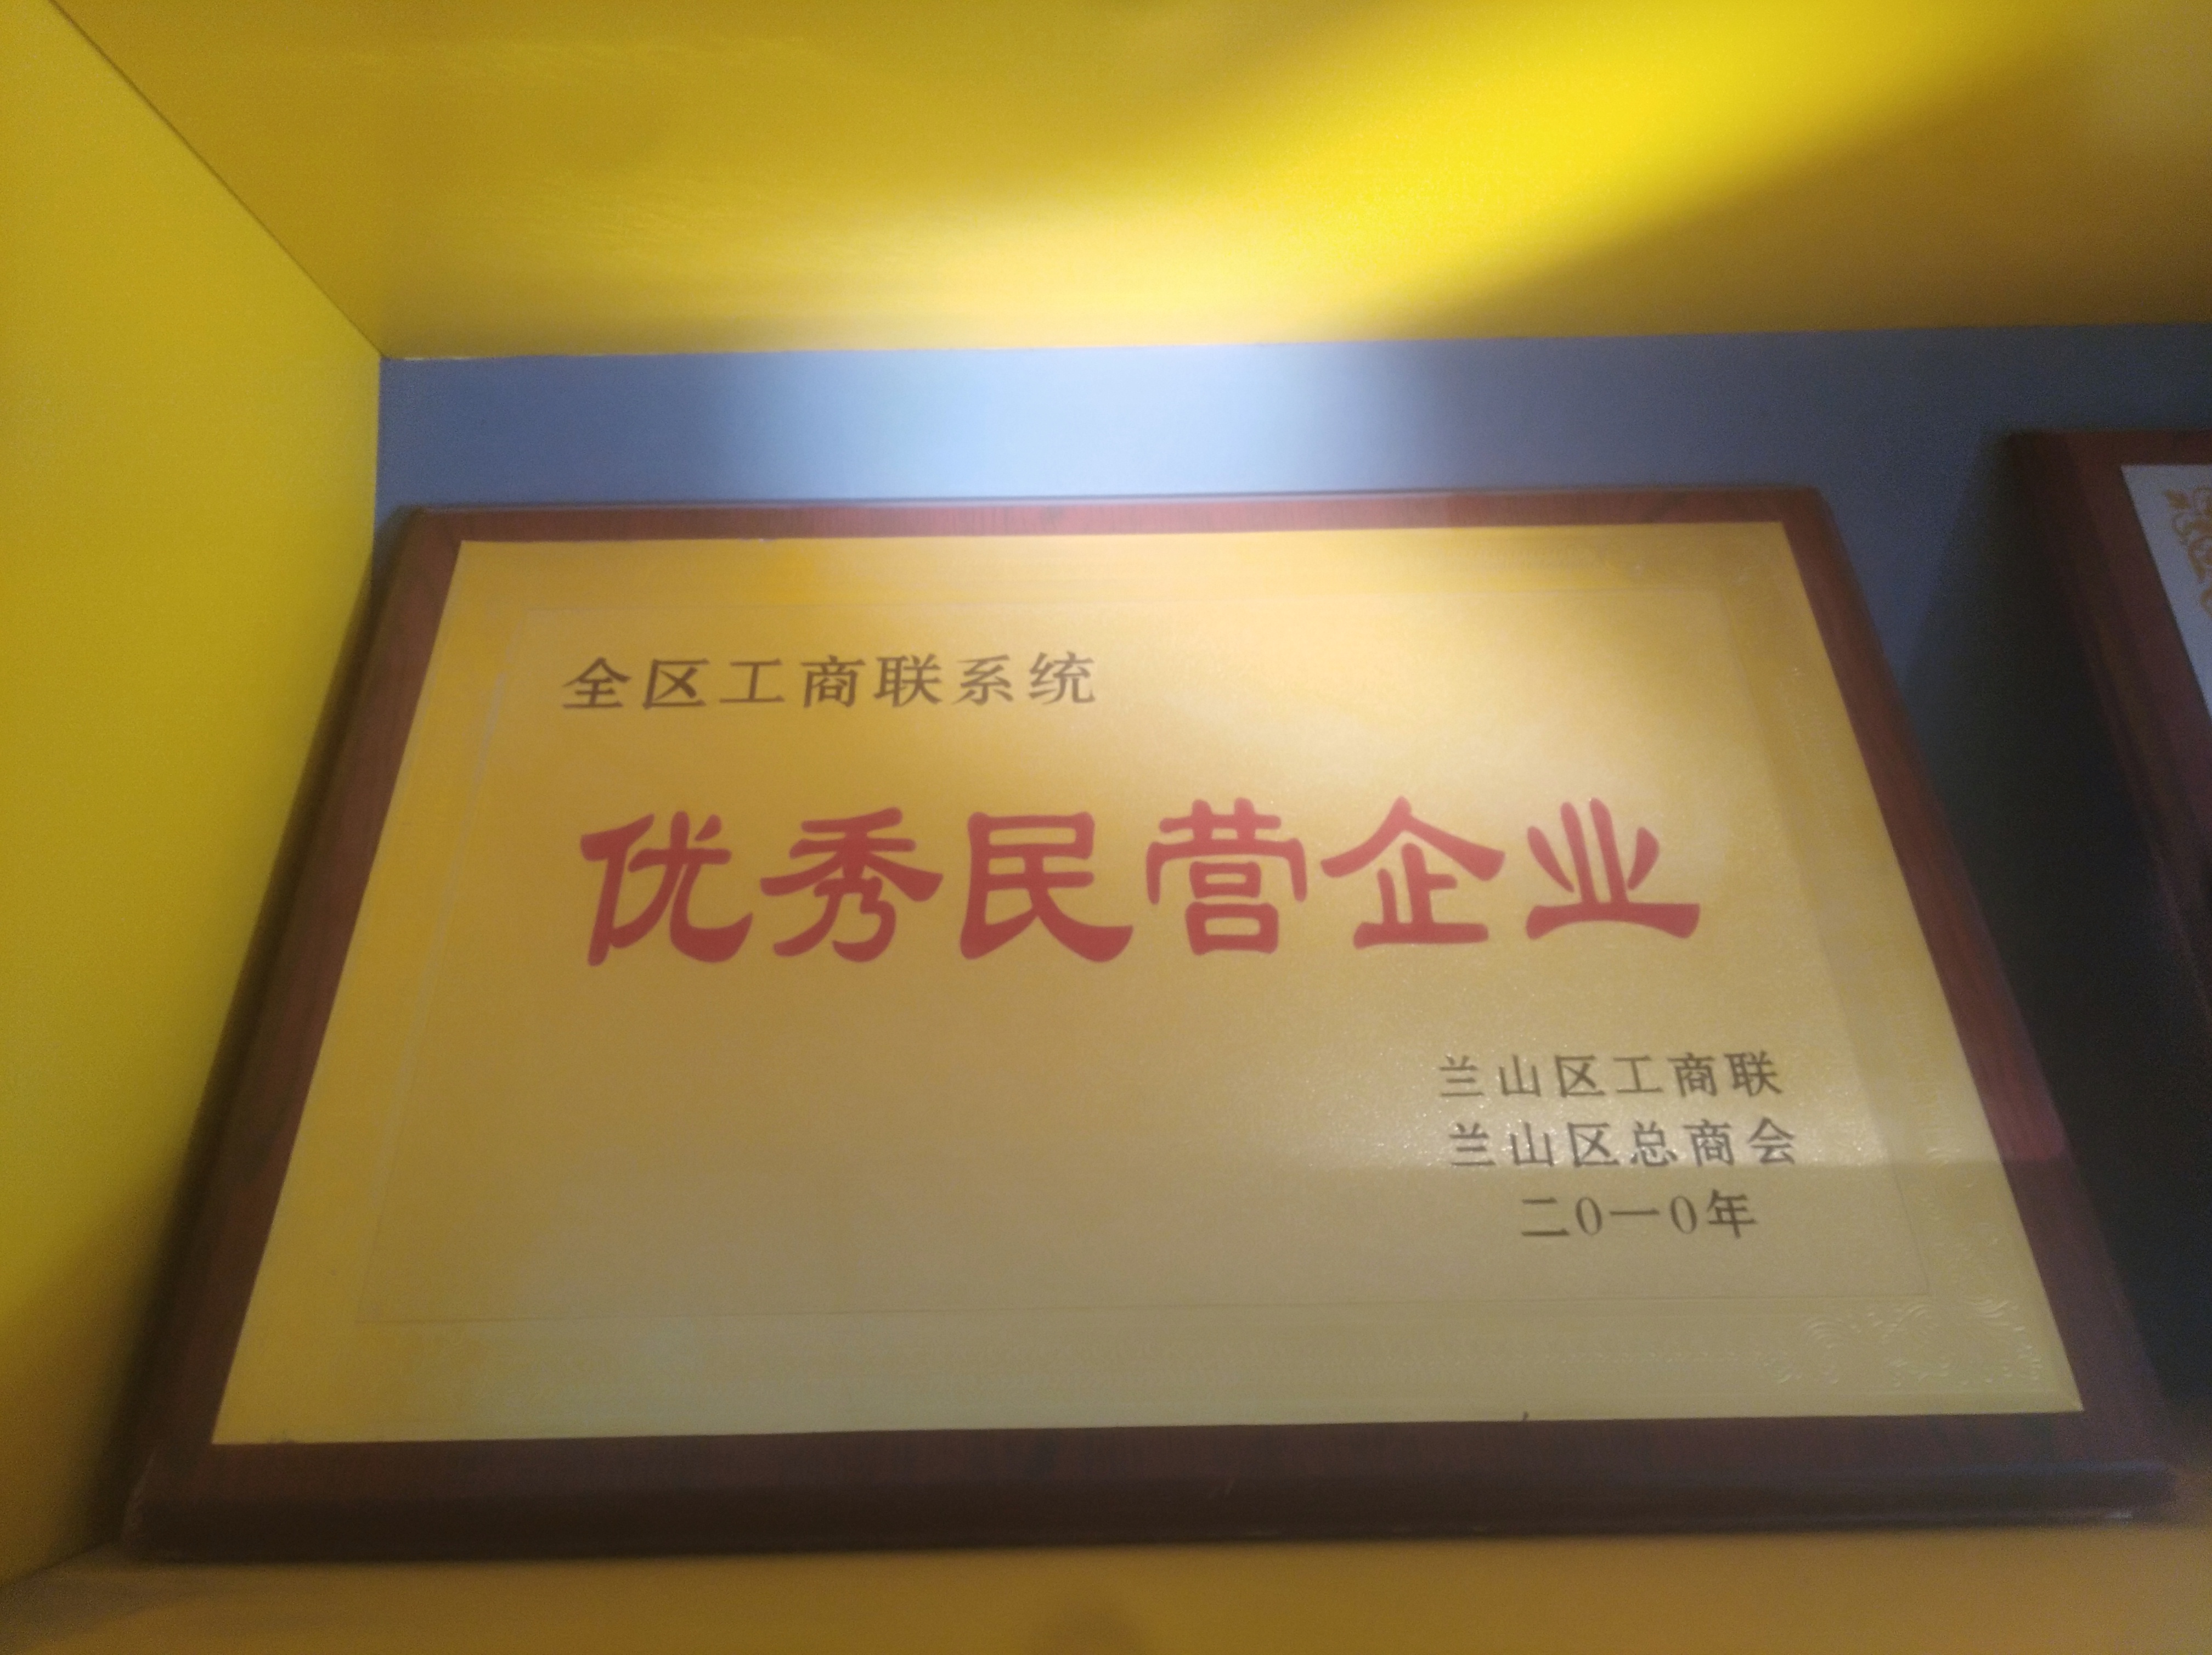 全区工商联系统
优秀民营企业
兰山区工商联
兰山区总商会
二0一0年